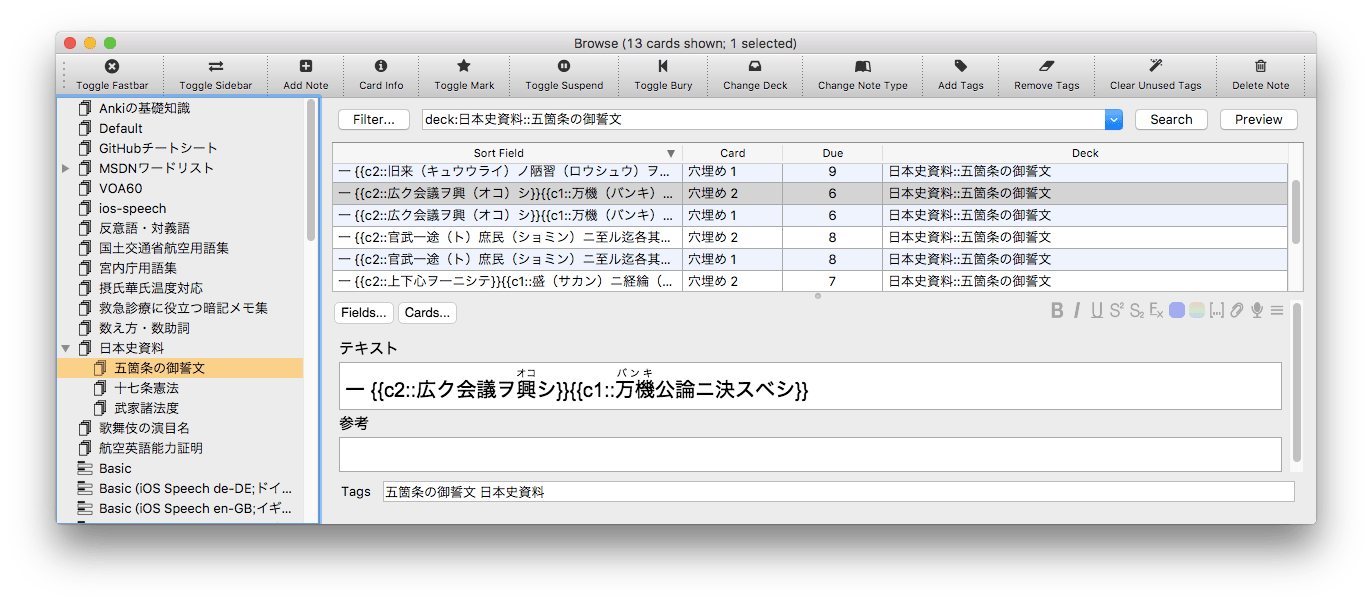 Browse (13 cards shown; 1 selected)
Toggle Fastbar Toggle Sidebar Add Note Card Info Toggle Mark Toggle Suspend Toggle Bury Change Deck Change Note Type Add Tags Remove Tags Clear Unused Tags Delete Note
Ankiの基礎知識
Default
GitHubチートシート
MSDNワードリスト
VOA60
ios-speech
反意語・対義語
国土交通省航空用語集
宮内庁用語集
摂氏華氏温度対応
救急診療に役立つ暗記メモ集
数え方・数助詞
日本史資料
五箇条の御誓文
十七条憲法
武家諸法度
歌舞伎の演目名
航空英語能力証明
Basic
Basic (iOS Speech de-DE;ドイ...
Basic (iOS Speech en-GB;イギ...
Filter... deck:日本史資料::五箇条の御誓文 Search Preview
Sort Field Card Due Deck
一 {{c2::旧来（キュウウライ）ノ陋習（ロウシュウ）ヲ... 穴埋め 1 9 日本史資料::五箇条の御誓文
一 {{c2::広ク会議ヲ興（オコ）シ}}{{c1::万機（バンキ）... 穴埋め 2 6 日本史資料::五箇条の御誓文
一 {{c2::広ク会議ヲ興（オコ）シ}}{{c1::万機（バンキ）... 穴埋め 1 6 日本史資料::五箇条の御誓文
一 {{c2::官武一途（ト）庶民（ショミン）ニ至ル迄各其... 穴埋め 2 8 日本史資料::五箇条の御誓文
一 {{c2::官武一途（ト）庶民（ショミン）ニ至ル迄各其... 穴埋め 1 8 日本史資料::五箇条の御誓文
一 {{c2::上下心ヲ一ニシテ}}{{c1::盛（サカン）ニ経綸（... 穴埋め 2 7 日本史資料::五箇条の御誓文
Fields... Cards... B I U S² S₂ Ex [...]
テキスト
オコ バンキ
一 {{c2::広ク会議ヲ興シ}}{{c1::万機公論ニ決スベシ}}
参考
Tags 五箇条の御誓文 日本史資料